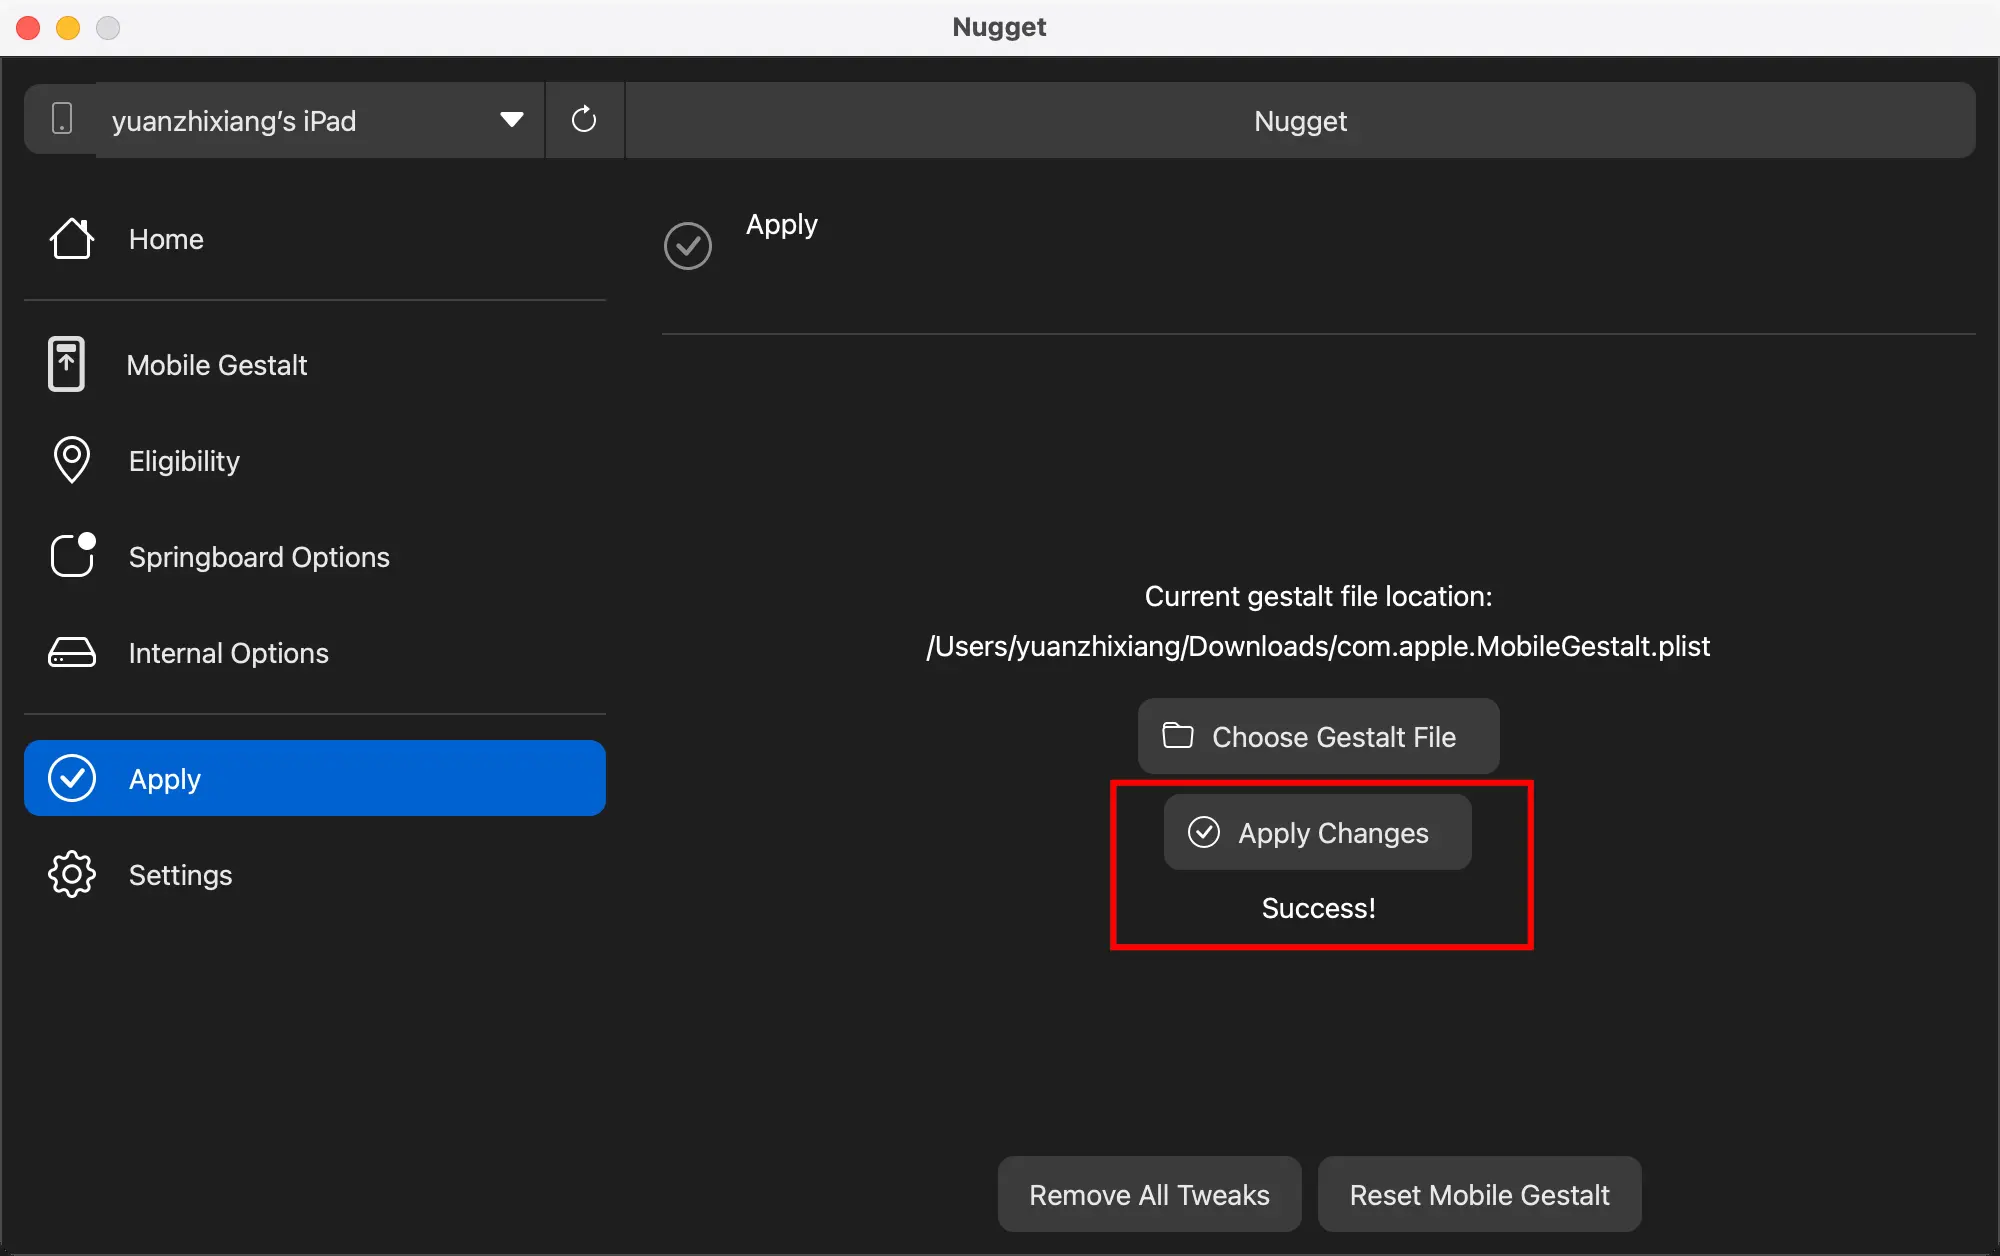 Nugget
yuanzhixiang's iPad
Nugget
Home
Mobile Gestalt
Eligibility
Springboard Options
Internal Options
Apply
Settings
Apply
Current gestalt file location:
/Users/yuanzhixiang/Downloads/com.apple.MobileGestalt.plist
Choose Gestalt File
Apply Changes
Success!
Remove All Tweaks
Reset Mobile Gestalt